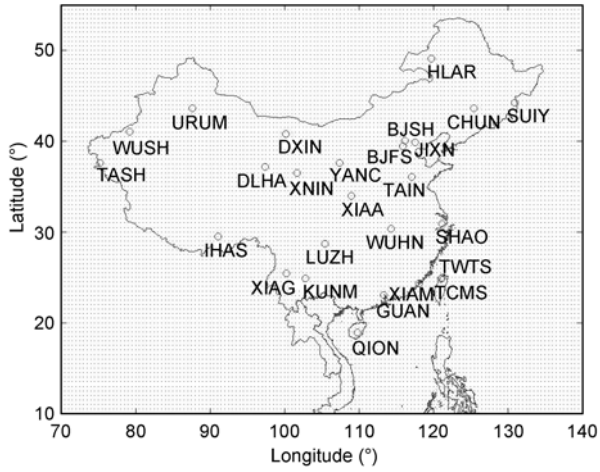 50
40
30
20
10
70
80
90
100
110
120
130
140
Latitude (°)
Longitude (°)
HLAR
URUM
CHUN
SUIY
WUSH
DXIN
BJSH
JIXN
BJFS
TASH
DLHA
XNIN
YANC
TAIN
XIAA
IHAS
LUZH
WUHN
SHAO
XIAG
KUNM
XIAM
TWTS
TCMS
GUAN
QION